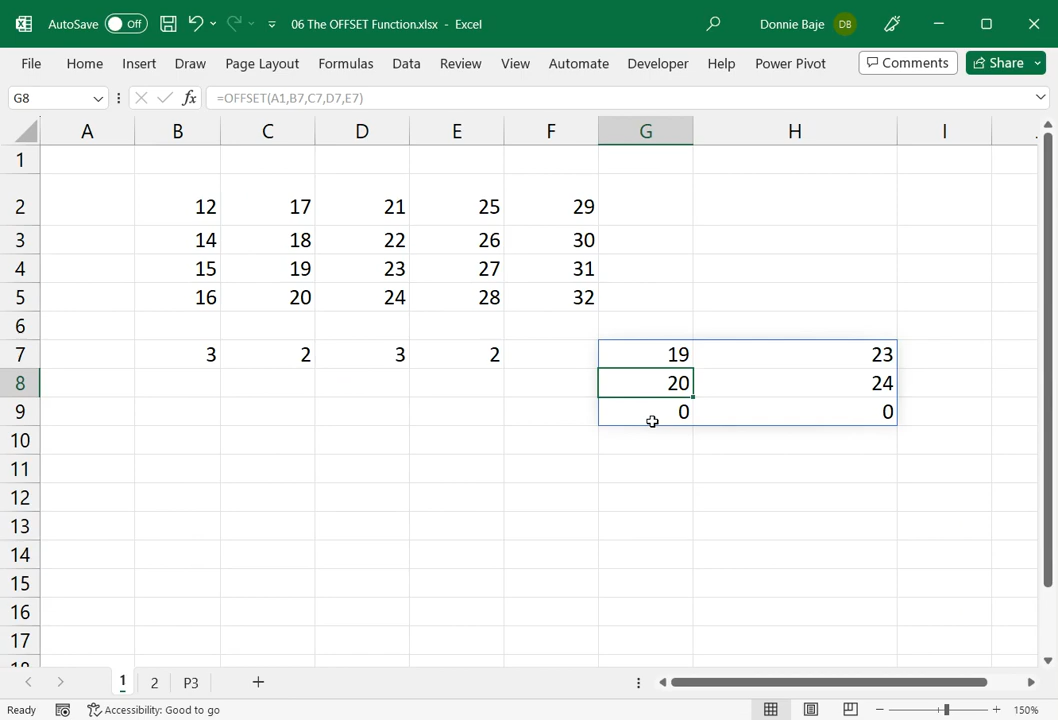 AutoSave Off 06 The OFFSET Function.xlsx - Excel Donnie Baje DB
File Home Insert Draw Page Layout Formulas Data Review View Automate Developer Help Power Pivot Comments Share
G8 fx =OFFSET(A1,B7,C7,D7,E7)
A B C D E F G H I
1
2 12 17 21 25 29
3 14 18 22 26 30
4 15 19 23 27 31
5 16 20 24 28 32
6
7 3 2 3 2 19 23
8 20 24
9 0 0
10
11
12
13
14
15
16
17
1 2 P3
Ready Accessibility: Good to go 150%